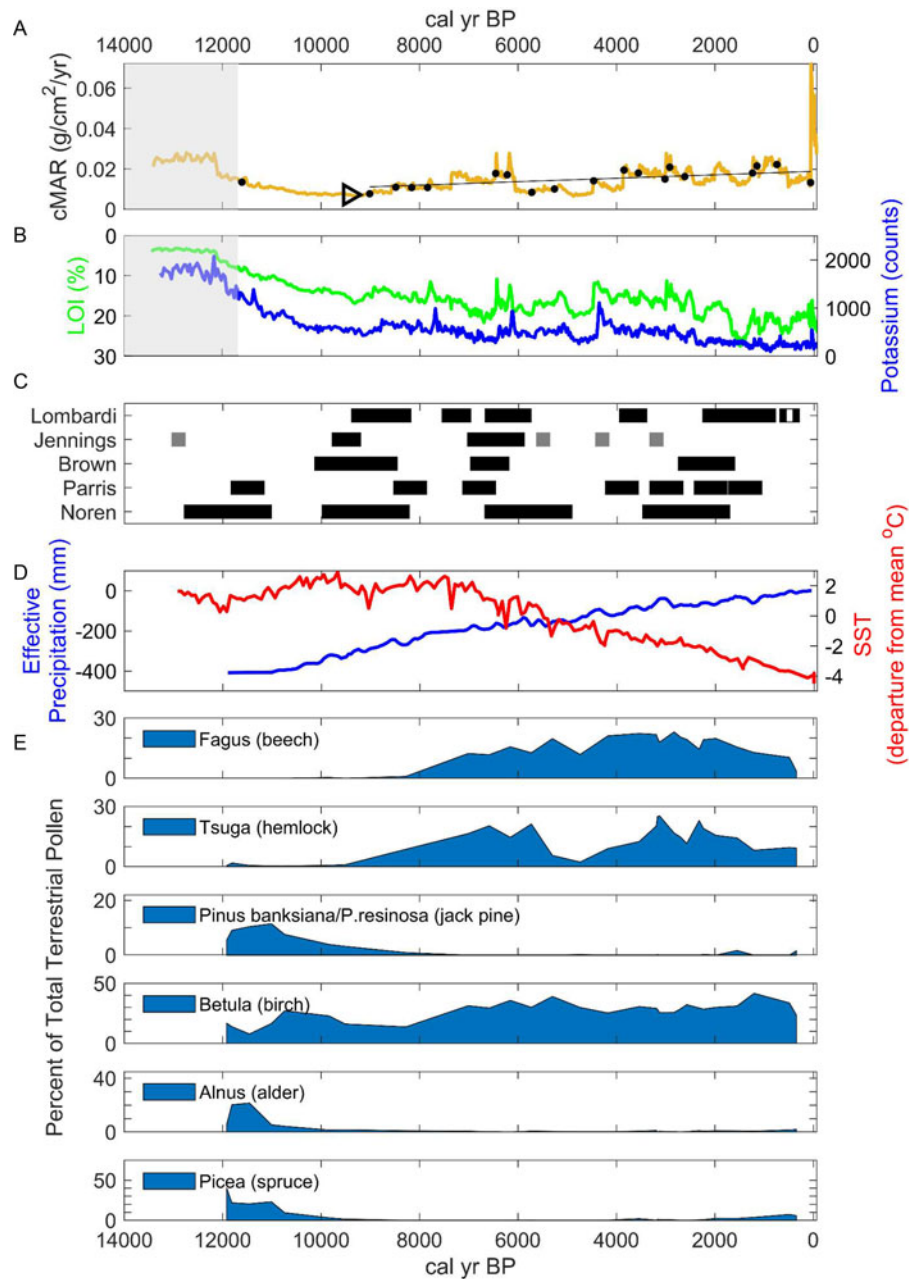 cal yr BP
A
14000 12000 10000 8000 6000 4000 2000 0
cMAR (g/cm²/yr)
0.06
0.04
0.02
0
B
LOI (%)
0
10
20
30
Potassium (counts)
2000
1000
0
C
Lombardi
Jennings
Brown
Parris
Noren
D
Effective
Precipitation (mm)
0
-200
-400
SST
(departure from mean °C)
2
0
-2
-4
E
Percent of Total Terrestrial Pollen
30
0
Fagus (beech)
30
0
Tsuga (hemlock)
20
0
Pinus banksiana/P.resinosa (jack pine)
50
0
Betula (birch)
40
0
Alnus (alder)
50
0
Picea (spruce)
14000 12000 10000 8000 6000 4000 2000 0
cal yr BP